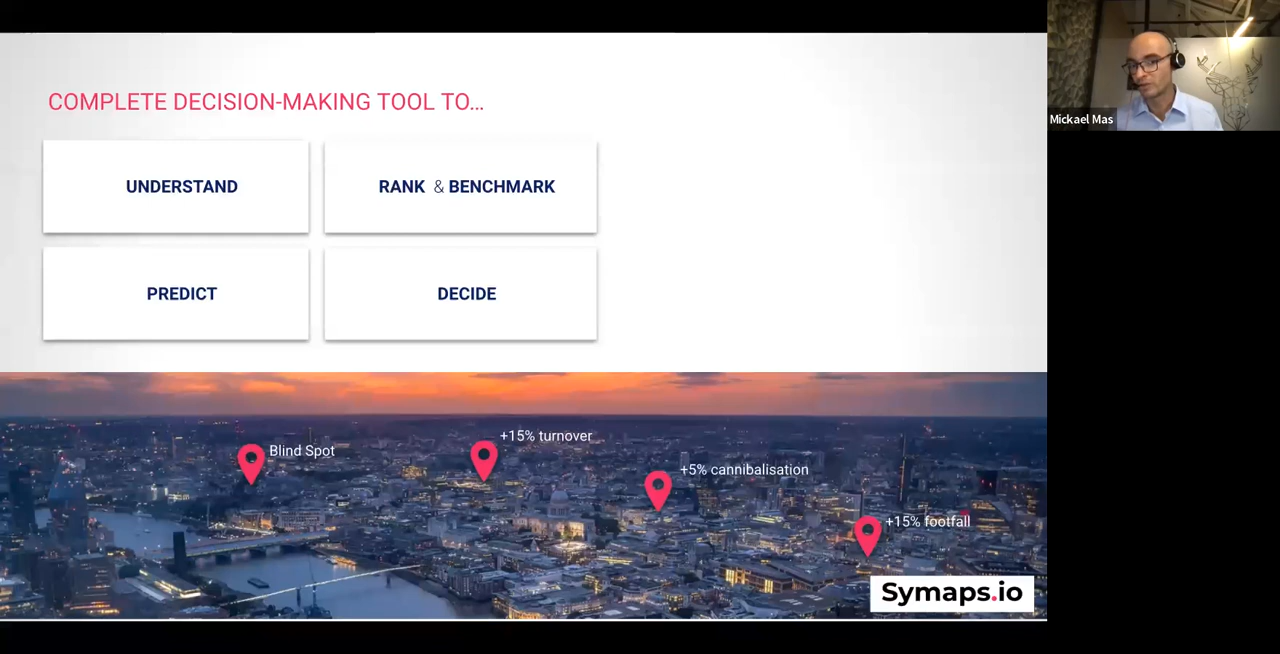 COMPLETE DECISION-MAKING TOOL TO...
UNDERSTAND
RANK & BENCHMARK
PREDICT
DECIDE
Blind Spot
+15% turnover
+5% cannibalisation
+15% footfall
Symaps.io
Mickael Mas